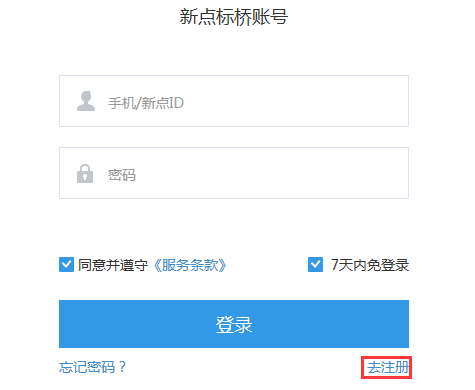 新点标桥账号
手机/新点ID
密码
同意并遵守《服务条款》 7天内免登录
登录
忘记密码？ 去注册